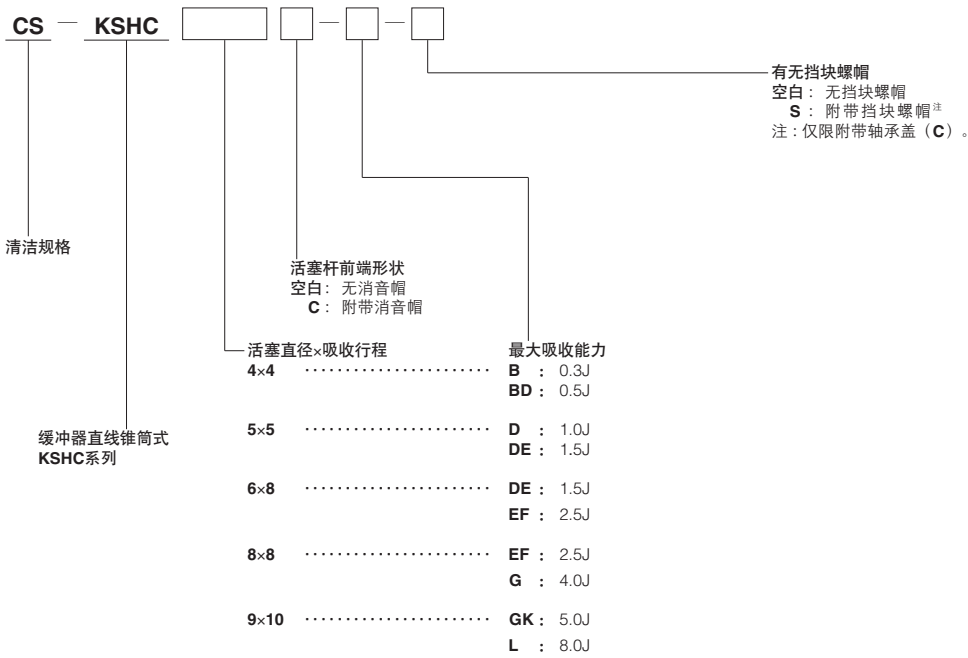 CS － KSHC － －
有无挡块螺帽
空白： 无挡块螺帽
S ： 附带挡块螺帽注
注：仅限附带轴承盖（C）。
清洁规格
活塞杆前端形状
空白： 无消音帽
C ： 附带消音帽
活塞直径×吸收行程 最大吸收能力
4×4 ······················ B ： 0.3J
BD ： 0.5J
5×5 ······················ D ： 1.0J
DE ： 1.5J
缓冲器直线锥筒式
KSHC系列
6×8 ······················ DE ： 1.5J
EF ： 2.5J
8×8 ······················ EF ： 2.5J
G ： 4.0J
9×10 ······················ GK ： 5.0J
L ： 8.0J